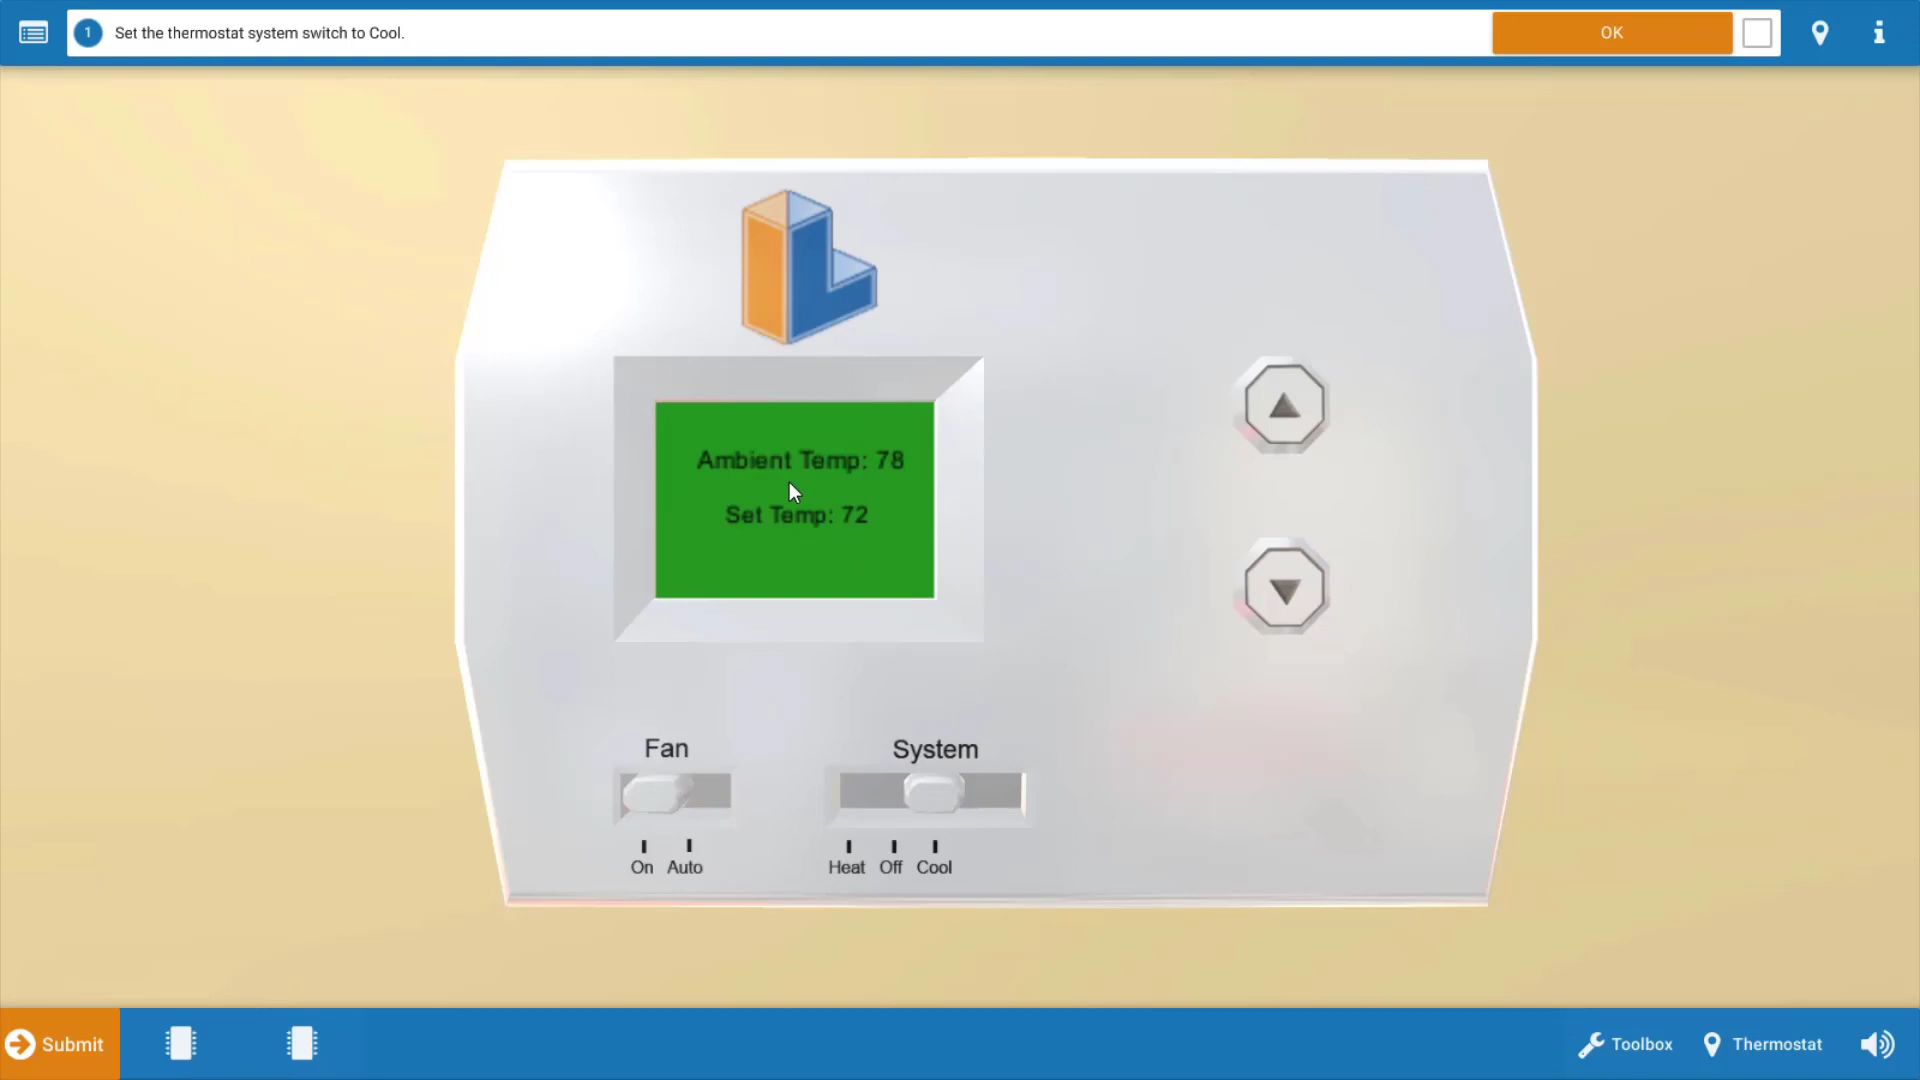 1 Set the thermostat system switch to Cool.
OK
Ambient Temp: 78
Set Temp: 72
Fan
System
On Auto
Heat Off Cool
Submit
Toolbox
Thermostat